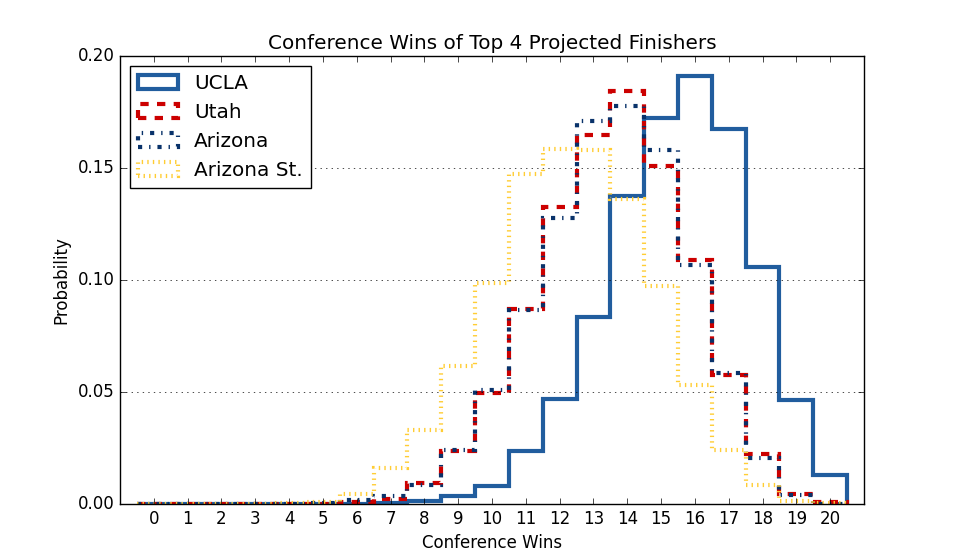 Conference Wins of Top 4 Projected Finishers
0.20
0.15
0.10
0.05
0.00
Probability
UCLA
Utah
Arizona
Arizona St.
0 1 2 3 4 5 6 7 8 9 10 11 12 13 14 15 16 17 18 19 20
Conference Wins